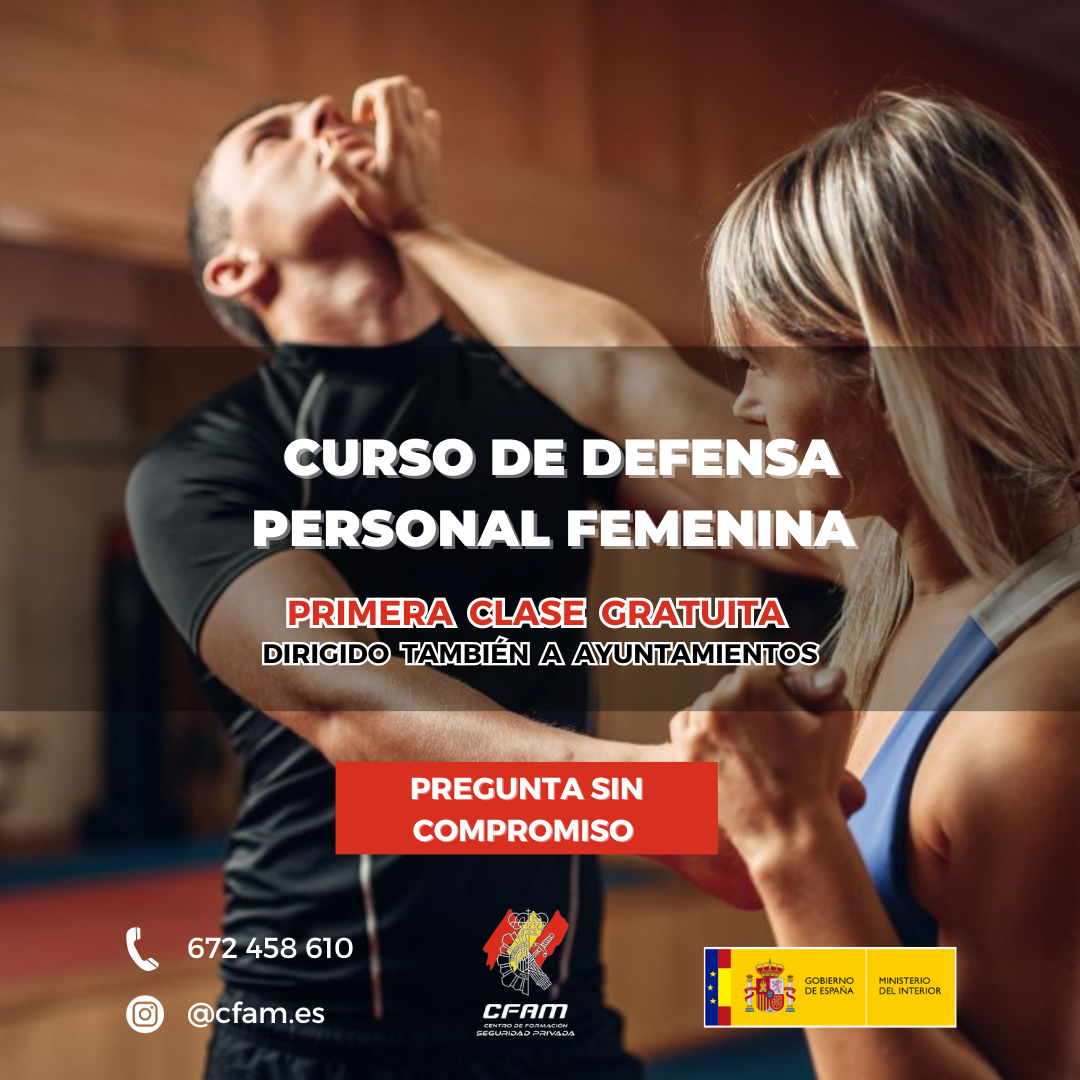 CURSO DE DEFENSA
PERSONAL FEMENINA
PRIMERA CLASE GRATUITA
DIRIGIDO TAMBIÉN A AYUNTAMIENTOS
PREGUNTA SIN
COMPROMISO
672 458 610
@cfam.es
CFAM
CENTRO DE FORMACIÓN
SEGURIDAD PRIVADA
GOBIERNO
DE ESPAÑA
MINISTERIO
DEL INTERIOR